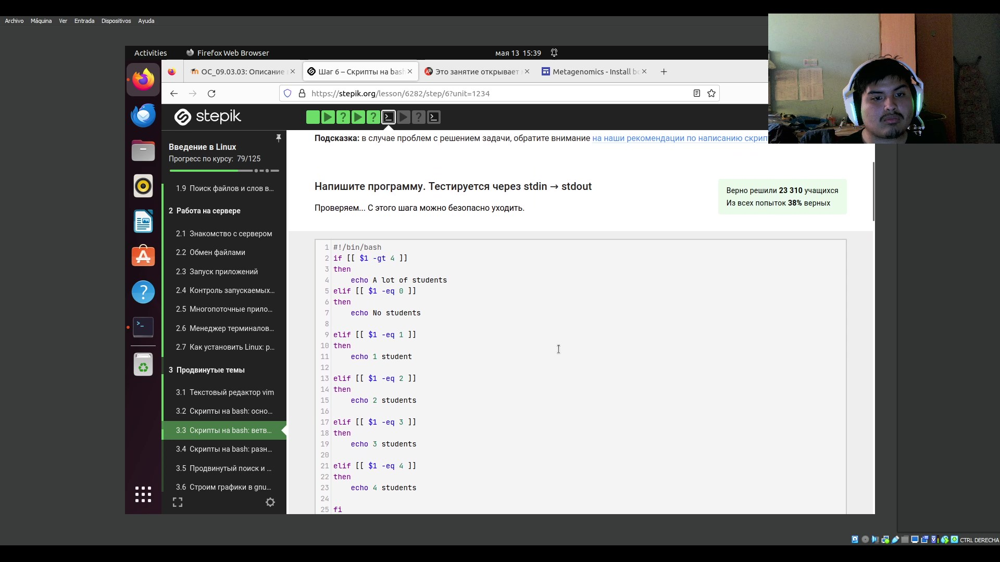 Archivo Máquina Ver Entrada Dispositivos Ayuda
Activities Firefox Web Browser мая 13 15:39
ОС_09.03.03: Описание Шаг 6 – Скрипты на bash Это занятие открывает Metagenomics - Install bc
https://stepik.org/lesson/6282/step/6?unit=1234
stepik
Введение в Linux
Прогресс по курсу: 79/125
1.9 Поиск файлов и слов в...
2 Работа на сервере
2.1 Знакомство с сервером
2.2 Обмен файлами
2.3 Запуск приложений
2.4 Контроль запускаемых...
2.5 Многопоточные прило...
2.6 Менеджер терминалов...
2.7 Как установить Linux: р...
3 Продвинутые темы
3.1 Текстовый редактор vim
3.2 Скрипты на bash: осно...
3.3 Скрипты на bash: ветв...
3.4 Скрипты на bash: разн...
3.5 Продвинутый поиск и ...
3.6 Строим графики в gnu...
Подсказка: в случае проблем с решением задачи, обратите внимание на наши рекомендации по написанию скрип
Напишите программу. Тестируется через stdin → stdout
Проверяем... С этого шага можно безопасно уходить.
Верно решили 23 310 учащихся
Из всех попыток 38% верных
1 #!/bin/bash
2 if [[ $1 -gt 4 ]]
3 then
4     echo A lot of students
5 elif [[ $1 -eq 0 ]]
6 then
7     echo No students
8
9 elif [[ $1 -eq 1 ]]
10 then
11     echo 1 student
12
13 elif [[ $1 -eq 2 ]]
14 then
15     echo 2 students
16
17 elif [[ $1 -eq 3 ]]
18 then
19     echo 3 students
20
21 elif [[ $1 -eq 4 ]]
22 then
23     echo 4 students
24
25 fi
CTRL DERECHA